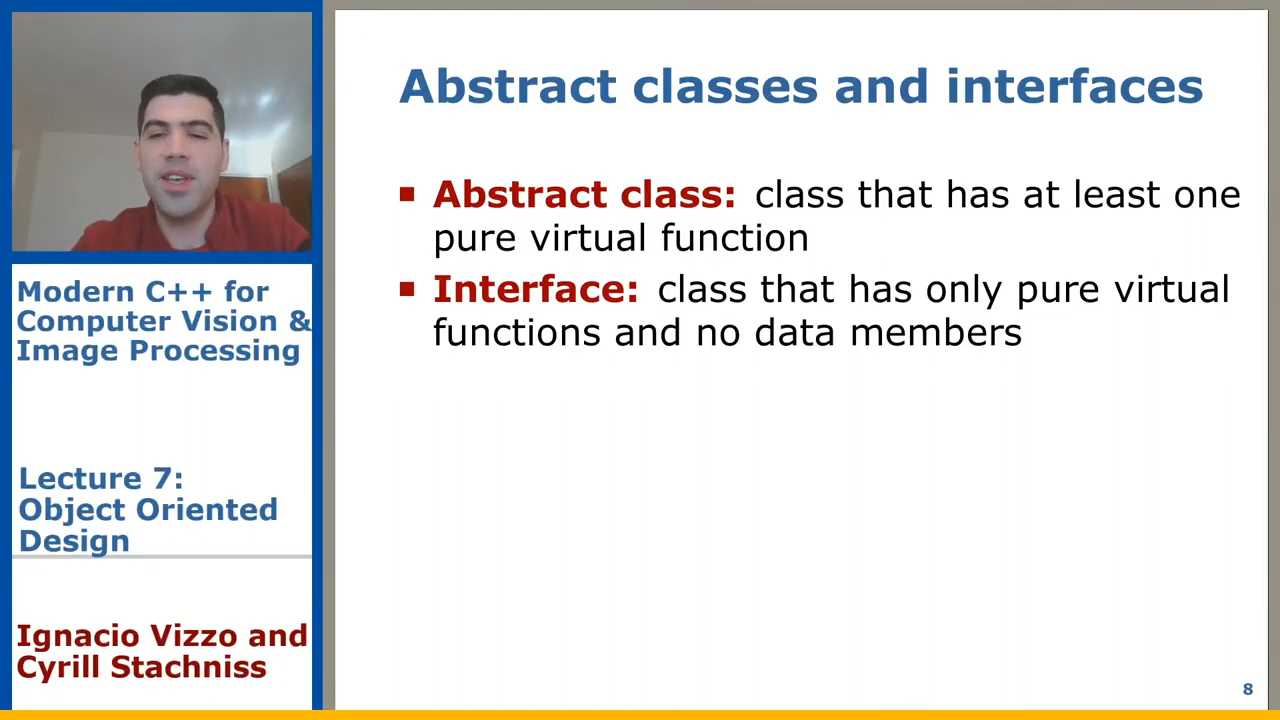 Abstract classes and interfaces
Abstract class: class that has at least one
pure virtual function
Interface: class that has only pure virtual
functions and no data members
Modern C++ for
Computer Vision &
Image Processing
Lecture 7:
Object Oriented
Design
Ignacio Vizzo and
Cyrill Stachniss
8